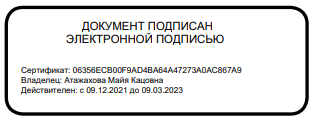 ДОКУМЕНТ ПОДПИСАН
ЭЛЕКТРОННОЙ ПОДПИСЬЮ
Сертификат: 06356ECB00F9AD4BA64A47273A0AC867A9
Владелец: Атажахова Майя Кацовна
Действителен: с 09.12.2021 до 09.03.2023